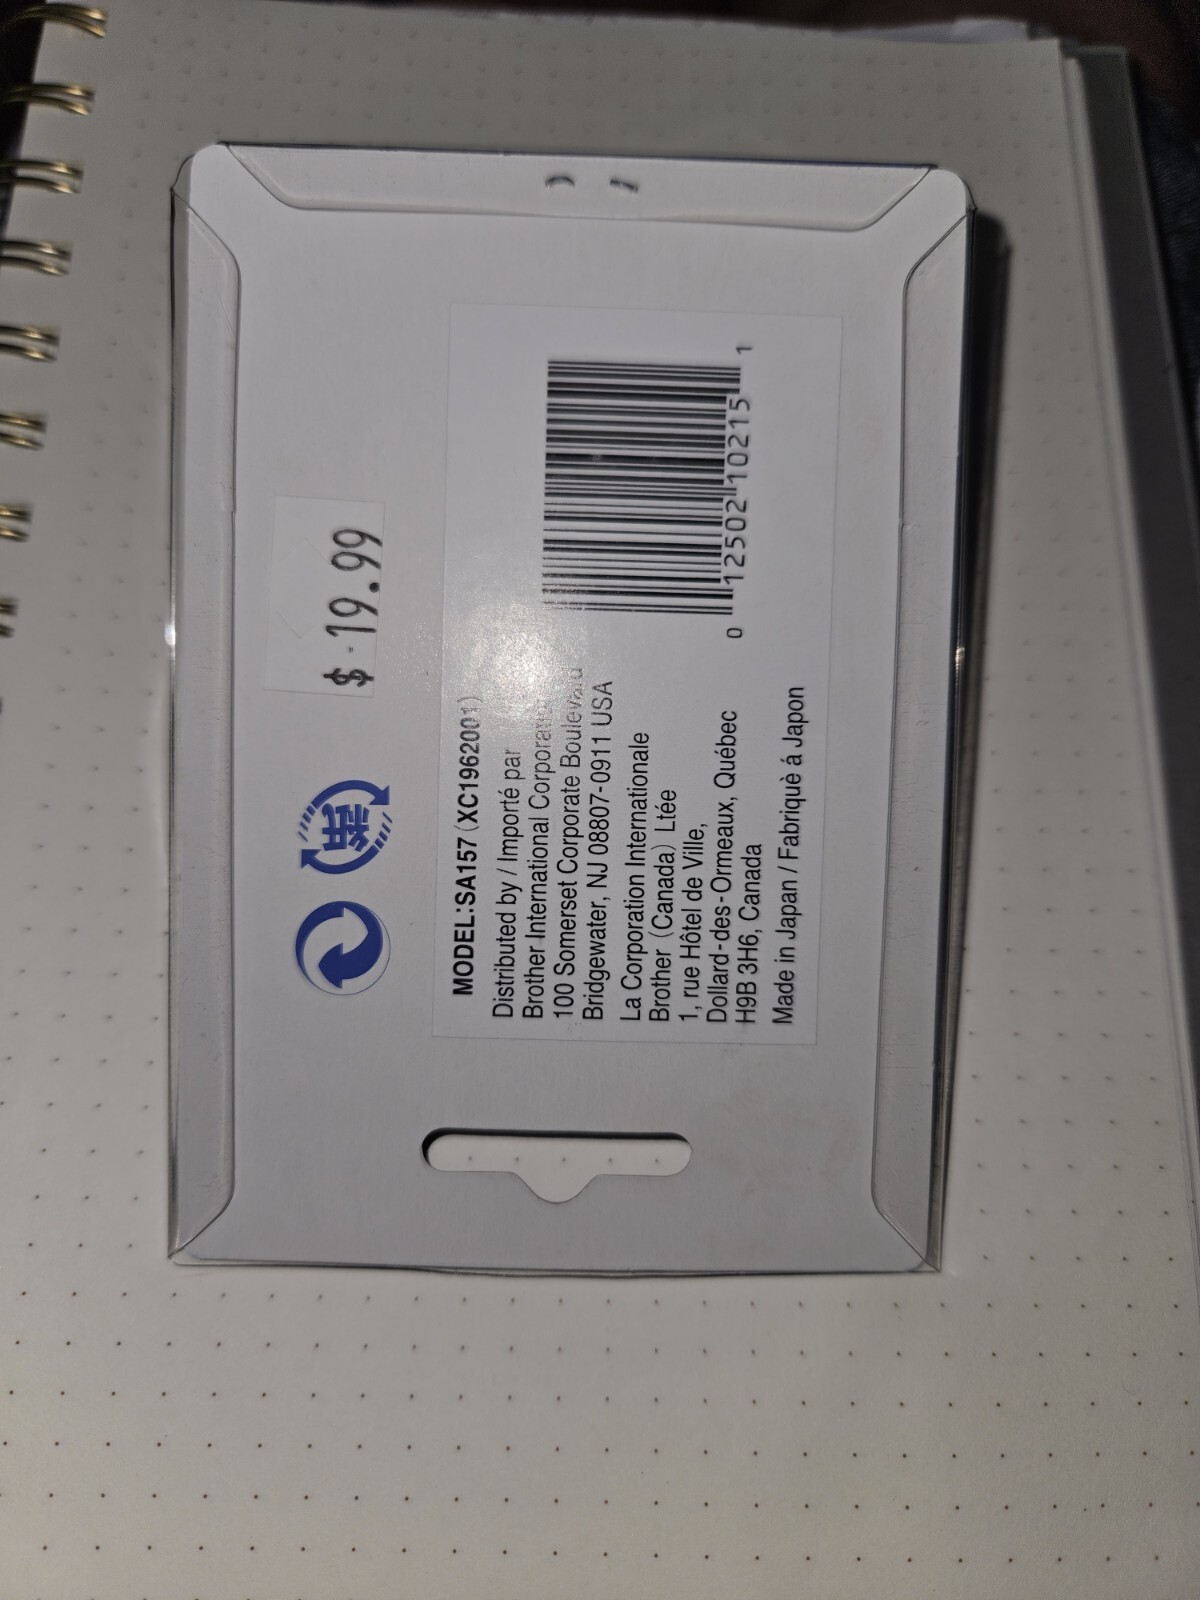 $ -19.99
MODEL:SA157 (XC1962001)
Distributed by / Importé par
Brother International Corporation
100 Somerset Corporate Boulevard
Bridgewater, NJ 08807-0911 USA
La Corporation Internationale
Brother (Canada) Ltée
1, rue Hôtel de Ville,
Dollard-des-Ormeaux, Québec
H9B 3H6, Canada
Made in Japan / Fabriquè á Japon
0 12502 10215 1